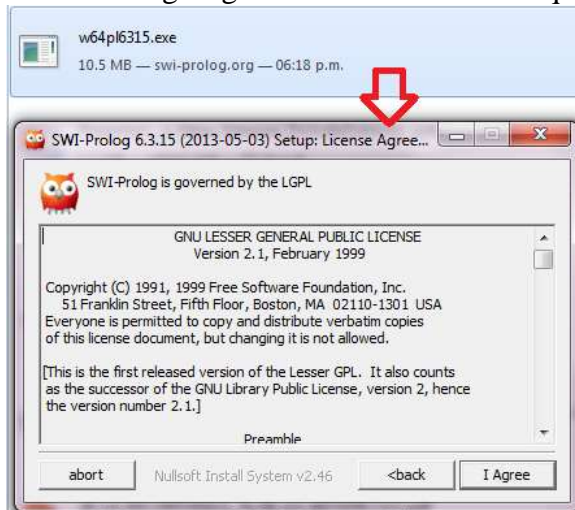 w64pl6315.exe
10.5 MB — swi-prolog.org — 06:18 p.m.
SWI-Prolog 6.3.15 (2013-05-03) Setup: License Agree...
SWI-Prolog is governed by the LGPL
GNU LESSER GENERAL PUBLIC LICENSE
Version 2.1, February 1999
Copyright (C) 1991, 1999 Free Software Foundation, Inc.
51 Franklin Street, Fifth Floor, Boston, MA 02110-1301 USA
Everyone is permitted to copy and distribute verbatim copies
of this license document, but changing it is not allowed.
[This is the first released version of the Lesser GPL. It also counts
as the successor of the GNU Library Public License, version 2, hence
the version number 2.1.]
Preamble
abort Nullsoft Install System v2.46 <back I Agree